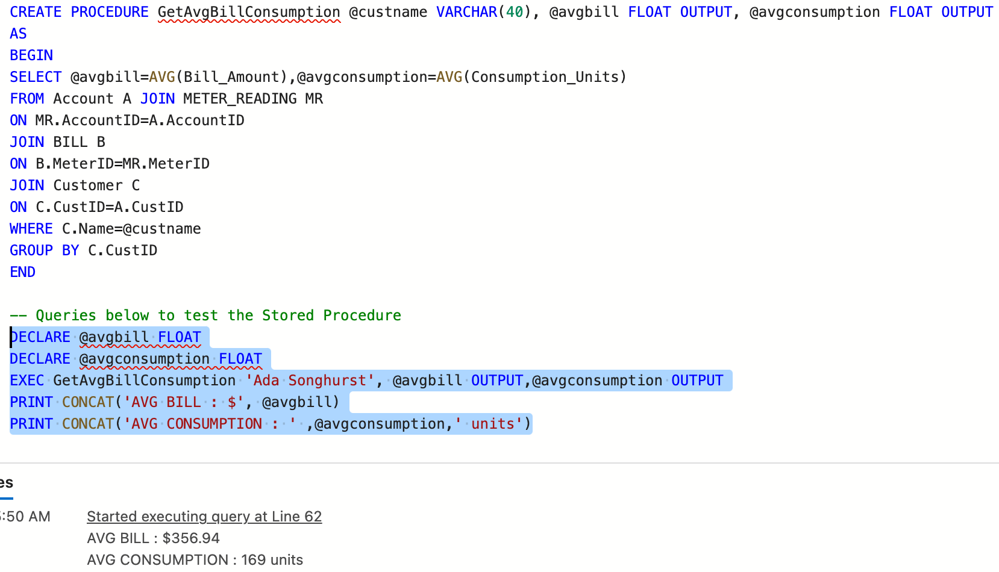 CREATE PROCEDURE GetAvgBillConsumption @custname VARCHAR(40), @avgbill FLOAT OUTPUT, @avgconsumption FLOAT OUTPUT
AS
BEGIN
SELECT @avgbill=AVG(Bill_Amount),@avgconsumption=AVG(Consumption_Units)
FROM Account A JOIN METER_READING MR
ON MR.AccountID=A.AccountID
JOIN BILL B
ON B.MeterID=MR.MeterID
JOIN Customer C
ON C.CustID=A.CustID
WHERE C.Name=@custname
GROUP BY C.CustID
END
-- Queries below to test the Stored Procedure
DECLARE @avgbill FLOAT
DECLARE @avgconsumption FLOAT
EXEC GetAvgBillConsumption 'Ada Songhurst', @avgbill OUTPUT,@avgconsumption OUTPUT
PRINT CONCAT('AVG BILL : $', @avgbill)
PRINT CONCAT('AVG CONSUMPTION : ' ,@avgconsumption,' units')
es
:50 AM Started executing query at Line 62
AVG BILL : $356.94
AVG CONSUMPTION : 169 units